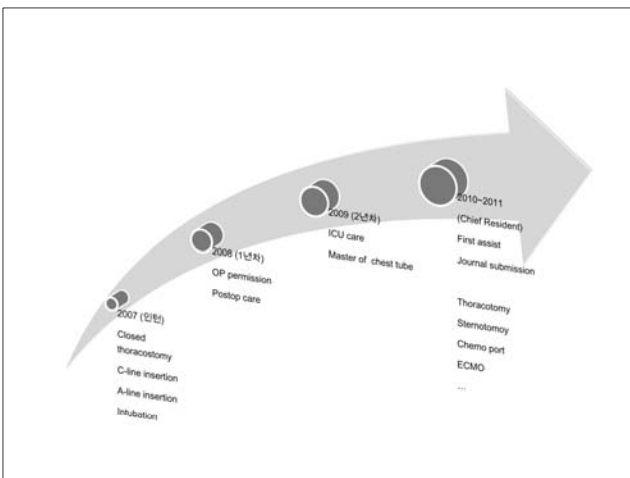 2007 (인턴)
Closed
thoracostomy
C-line insertion
A-line insertion
Intubation
2008 (1년차)
OP permission
Postop care
2009 (2년차)
ICU care
Master of chest tube
2010~2011
(Chief Resident)
First assist
Journal submission
Thoracotomy
Sternotomoy
Chemo port
ECMO
...